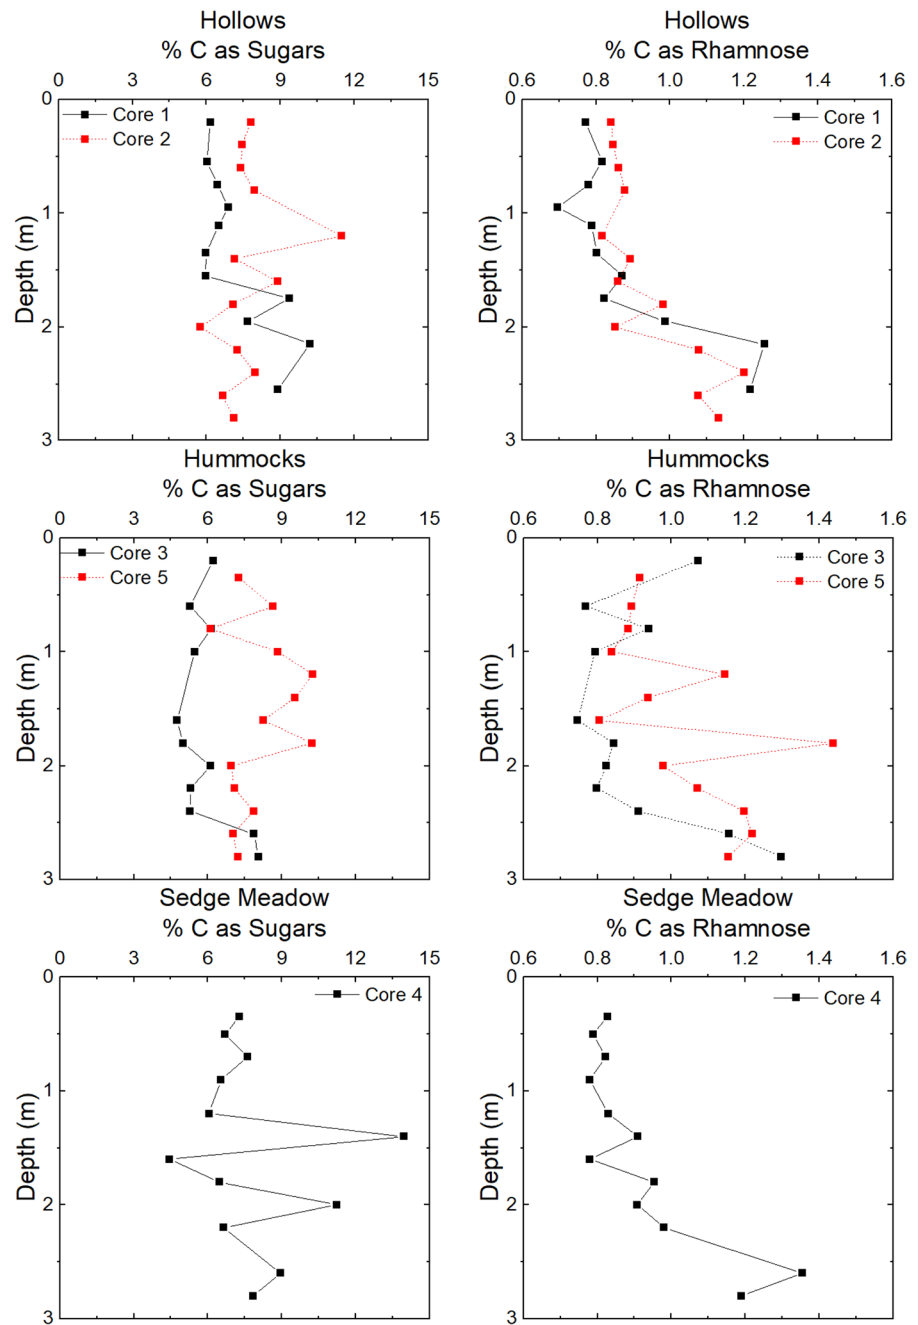 Hollows
% C as Sugars
0 3 6 9 12 15
0
1
2
3
Depth (m)
Core 1
Core 2
Hollows
% C as Rhamnose
0.6 0.8 1.0 1.2 1.4 1.6
0
1
2
3
Depth (m)
Core 1
Core 2
Hummocks
% C as Sugars
0 3 6 9 12 15
0
1
2
3
Depth (m)
Core 3
Core 5
Hummocks
% C as Rhamnose
0.6 0.8 1.0 1.2 1.4 1.6
0
1
2
3
Depth (m)
Core 3
Core 5
Sedge Meadow
% C as Sugars
0 3 6 9 12 15
0
1
2
3
Depth (m)
Core 4
Sedge Meadow
% C as Rhamnose
0.6 0.8 1.0 1.2 1.4 1.6
0
1
2
3
Depth (m)
Core 4